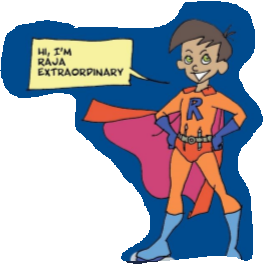 HI, I'M
RAJA
EXTRAORDINARY
R